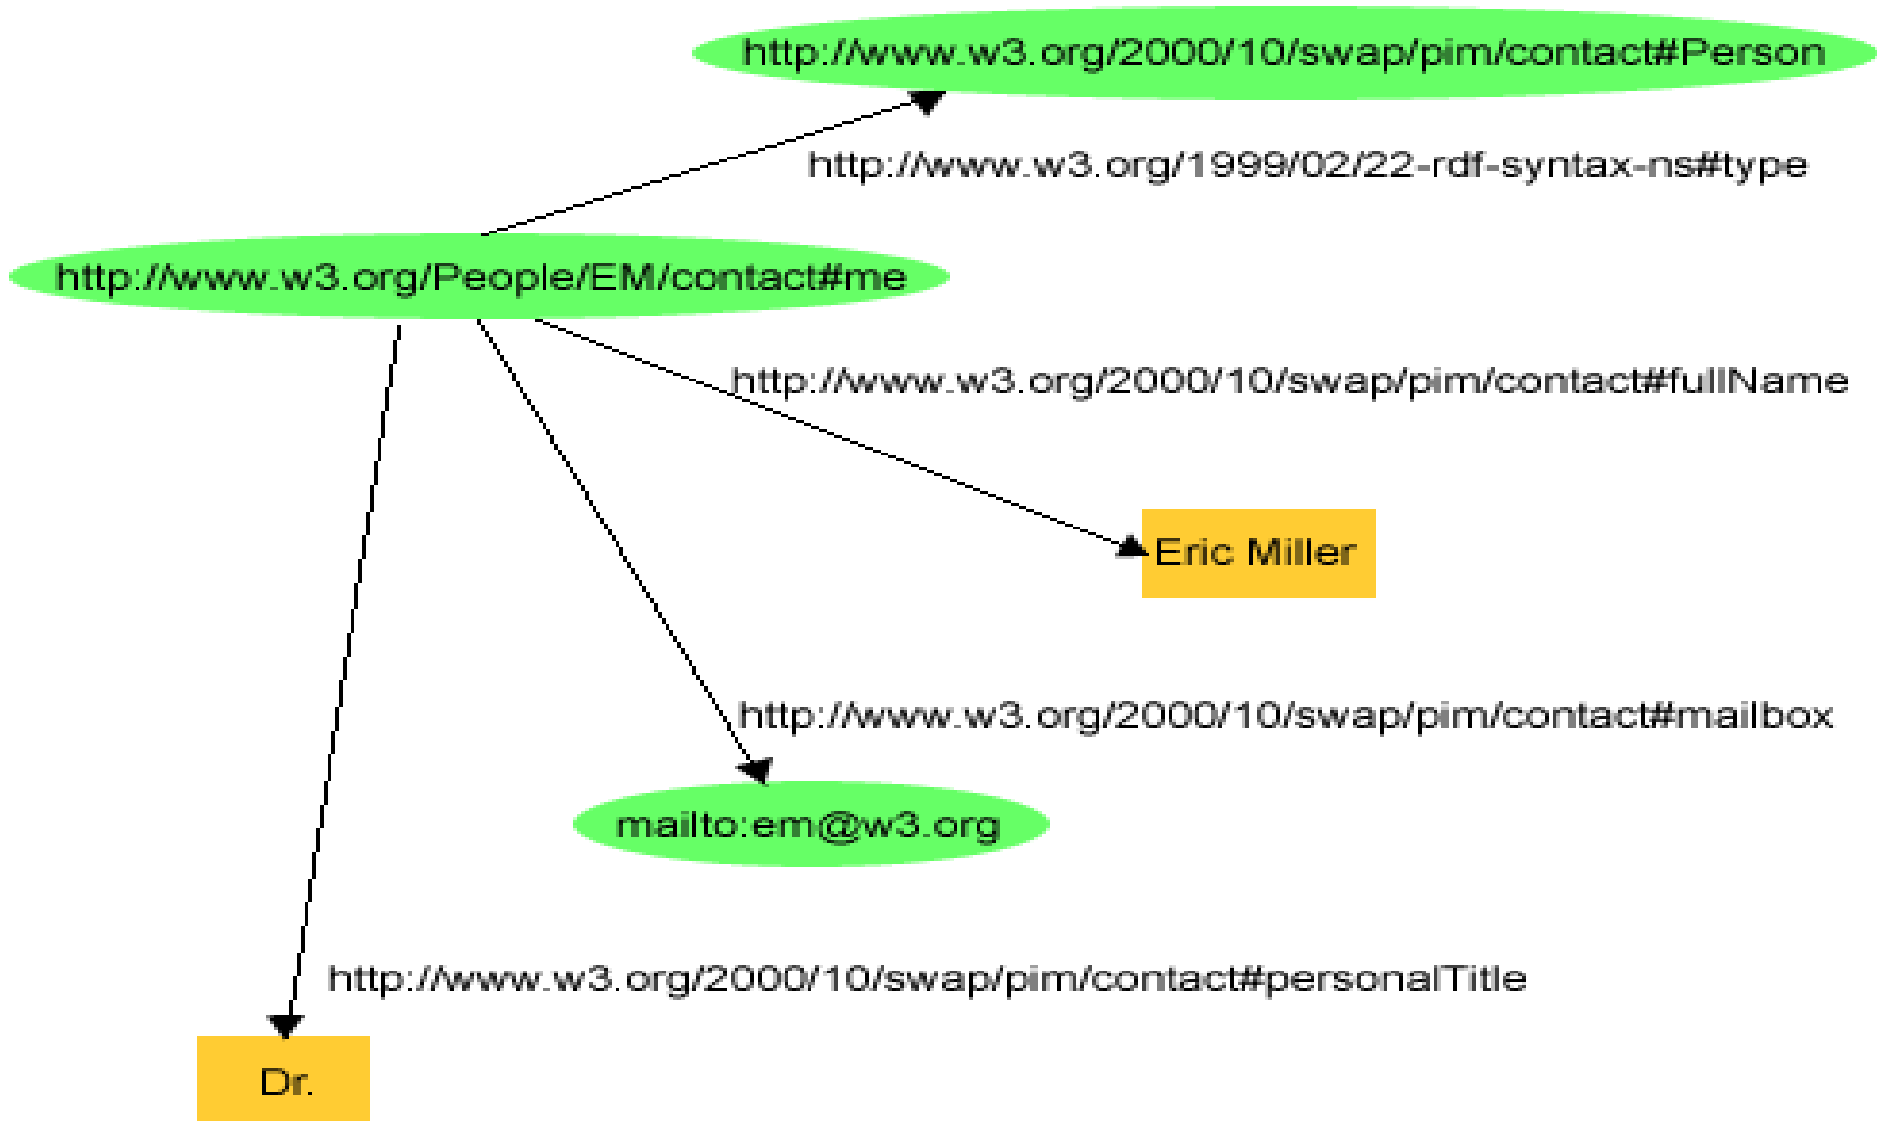 http://www.w3.org/2000/10/swap/pim/contact#Person
http://www.w3.org/1999/02/22-rdf-syntax-ns#type
http://www.w3.org/People/EM/contact#me
http://www.w3.org/2000/10/swap/pim/contact#fullName
Eric Miller
http://www.w3.org/2000/10/swap/pim/contact#mailbox
mailto:em@w3.org
http://www.w3.org/2000/10/swap/pim/contact#personalTitle
Dr.